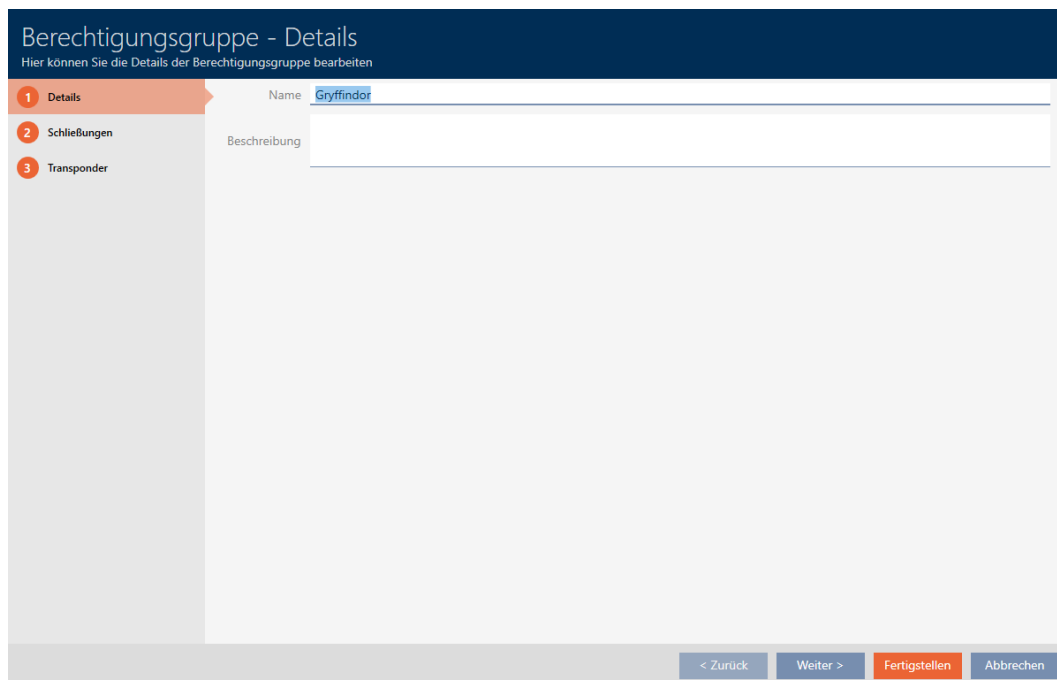 Berechtigungsgruppe - Details
Hier können Sie die Details der Berechtigungsgruppe bearbeiten
1 Details
2 Schließungen
3 Transponder
Name Gryffindor
Beschreibung
< Zurück Weiter > Fertigstellen Abbrechen